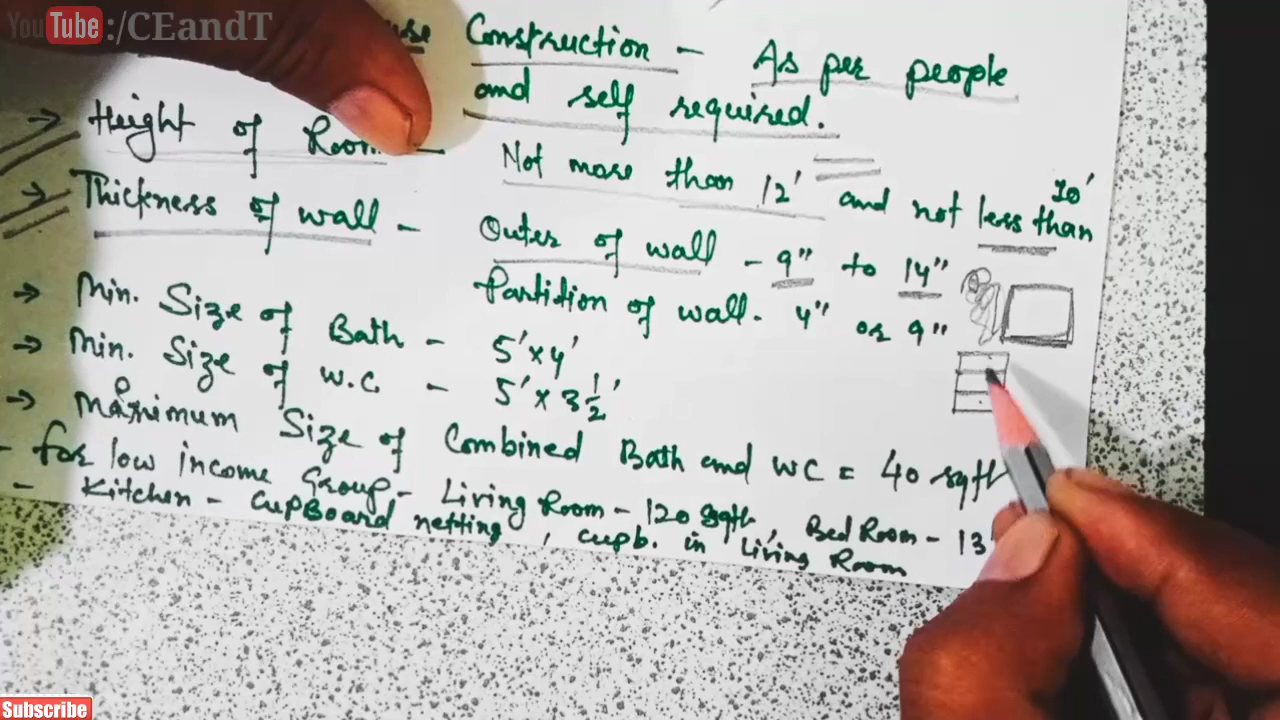 YouTube:/CEandT
Construction - As per people
and self required.
→ Height of Room - Not more than 12' and not less than 10'
→ Thickness of wall - Outer of wall - 9" to 14"
Partition of wall. 4" or 9"
→ Min. Size of Bath - 5'x4'
→ Min. Size of W.C. - 5'x3½'
→ Size of Combined Bath and WC = 40 sqft
- for low income Group - Living Room - 120 sqft, Bed Room - 13
- Kitchen - CupBoard netting, cupb. in Living Room
Subscribe